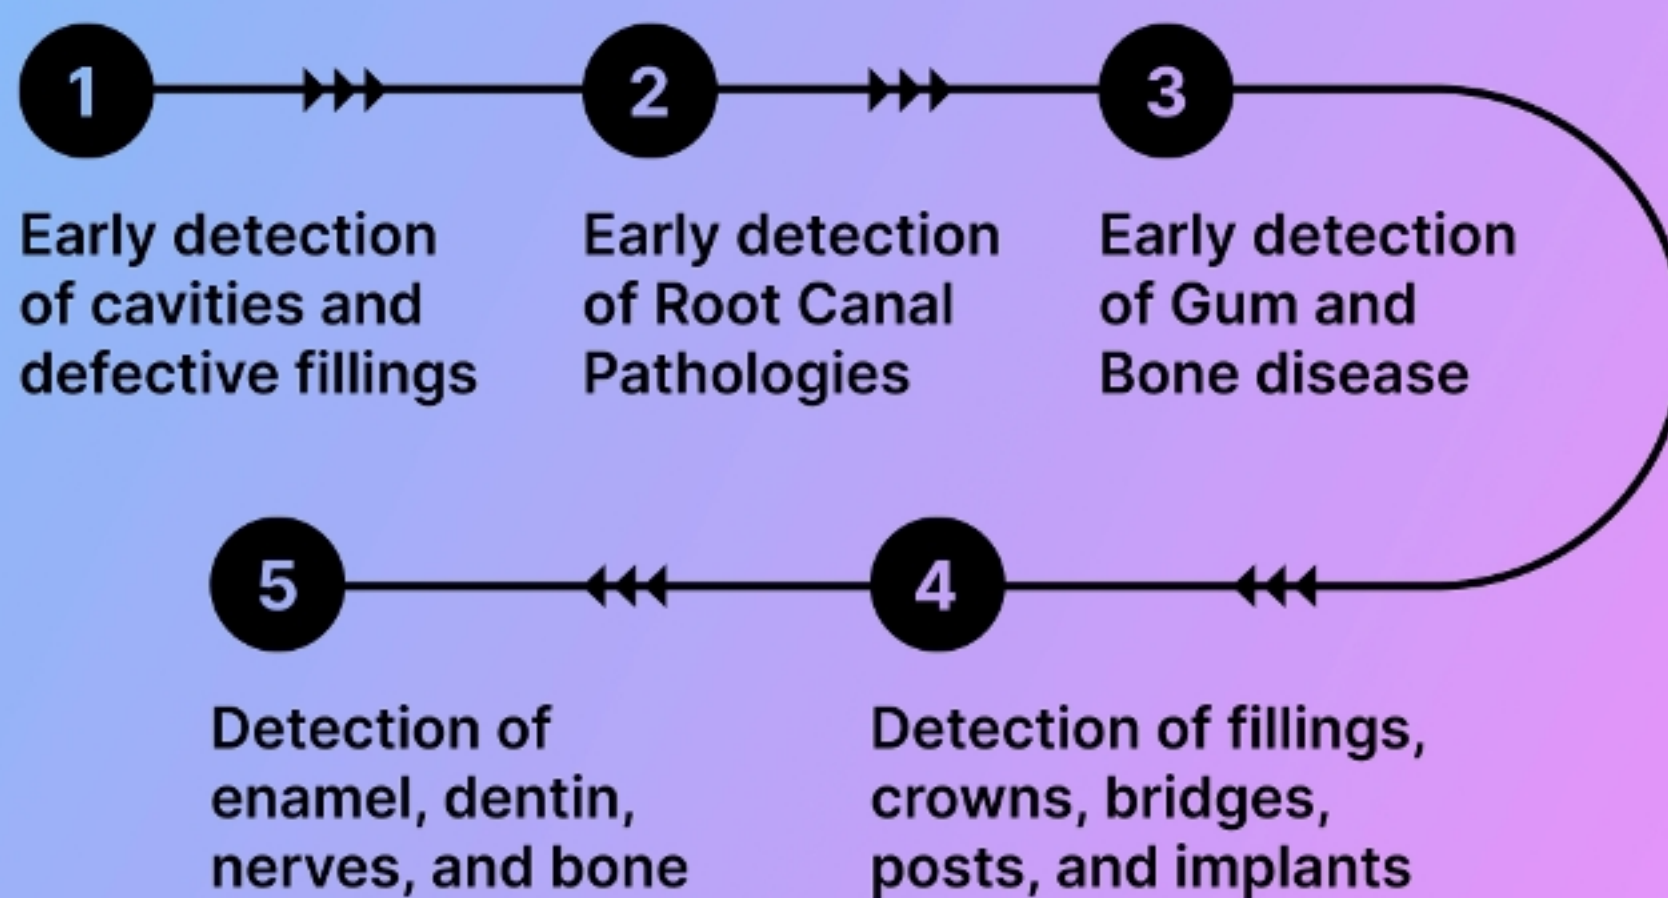 1
2
3
Early detection
of cavities and
defective fillings
Early detection
of Root Canal
Pathologies
Early detection
of Gum and
Bone disease
5
4
Detection of
enamel, dentin,
nerves, and bone
Detection of fillings,
crowns, bridges,
posts, and implants